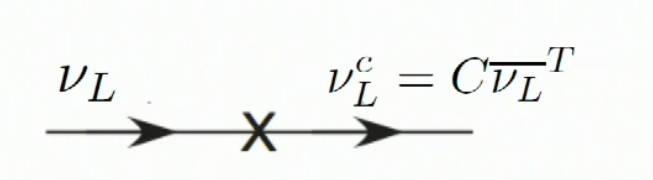 ν_L ν_L^c = C\overline{ν_L}^T
X